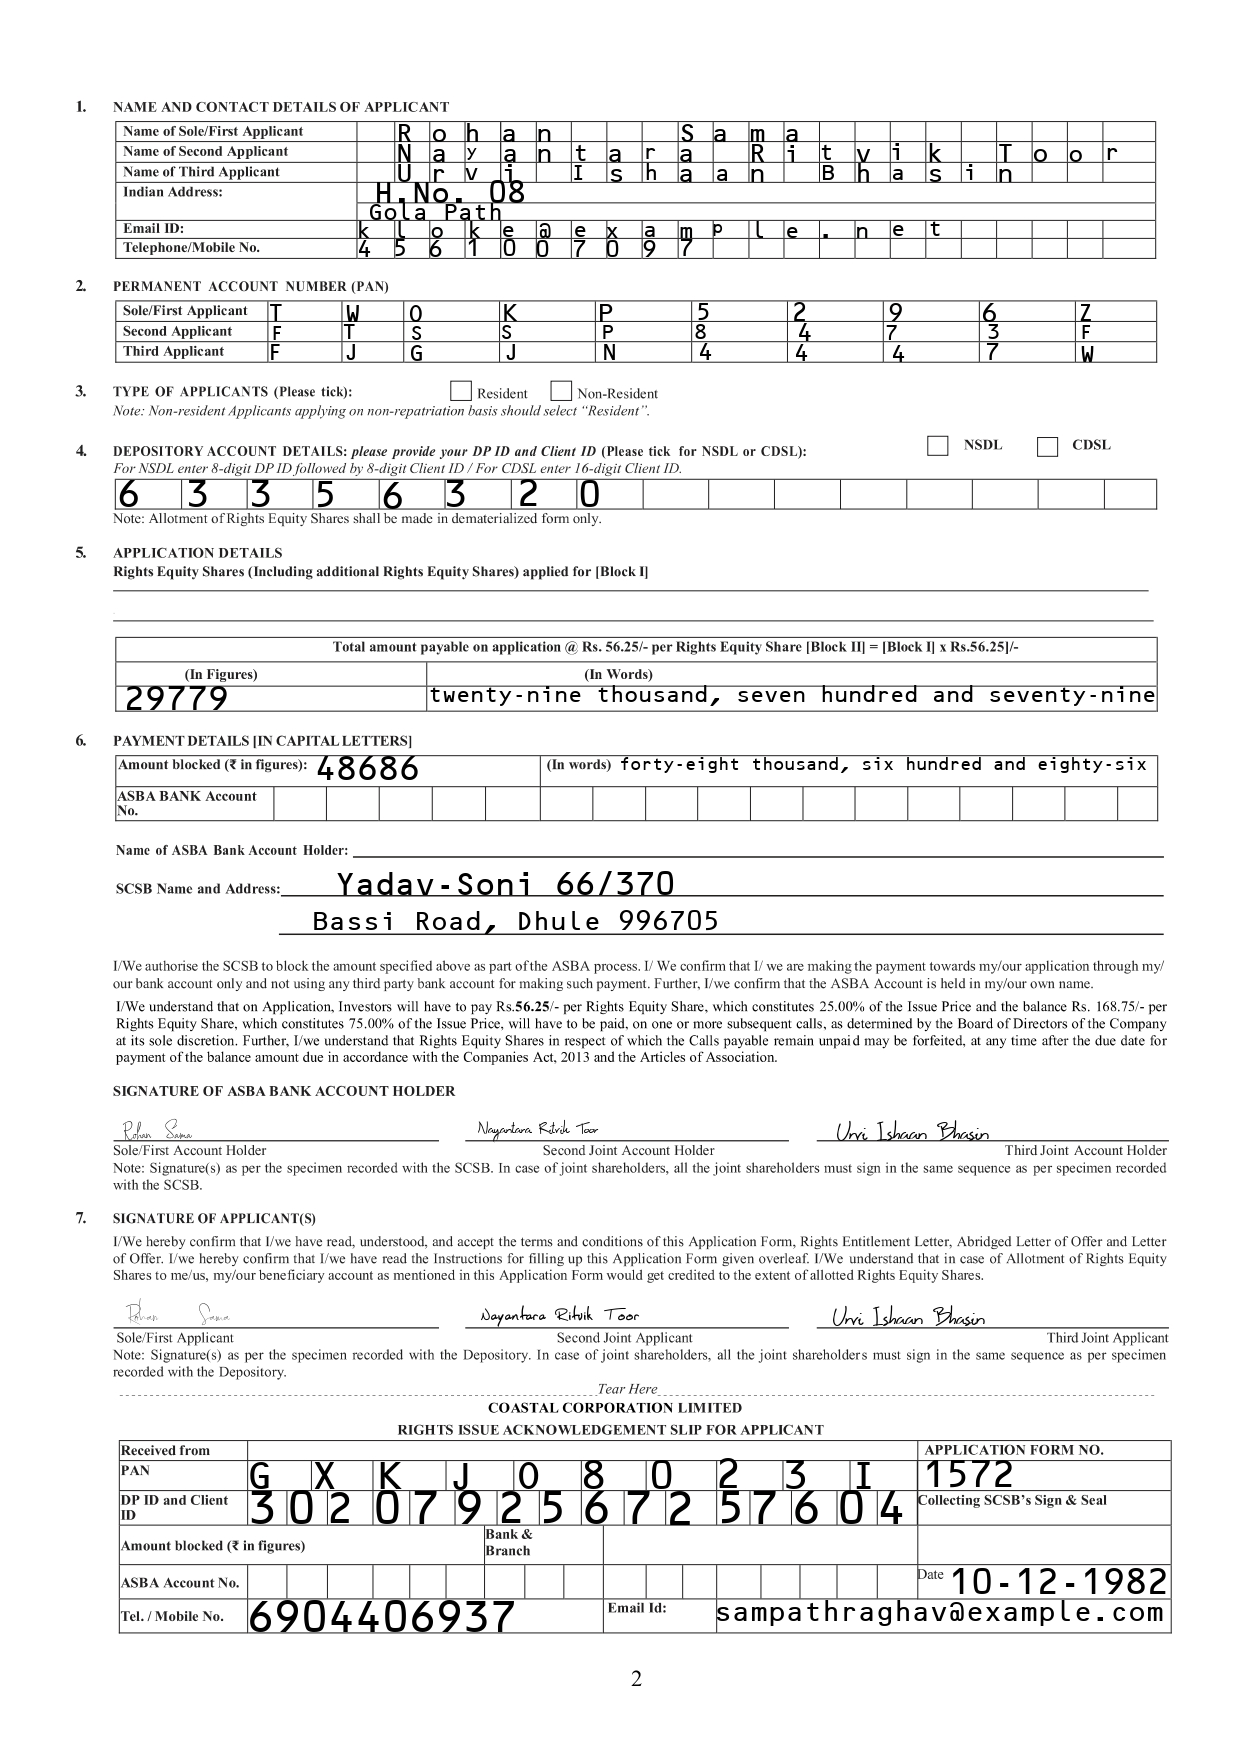 1. NAME AND CONTACT DETAILS OF APPLICANT
Name of Sole/First Applicant Rohan Sama
Name of Second Applicant Nayantara Ritvik Toor
Name of Third Applicant Urvi Ishaan Bhasin
Indian Address: H.No. 08
Gola Path
Email ID: kloke@example.net
Telephone/Mobile No. 4561007097
2. PERMANENT ACCOUNT NUMBER (PAN)
Sole/First Applicant T W O K P 5 2 9 6 Z
Second Applicant F T S S P 8 4 7 3 F
Third Applicant F J G J N 4 4 4 7 W
3. TYPE OF APPLICANTS (Please tick): Resident Non-Resident
Note: Non-resident Applicants applying on non-repatriation basis should select “Resident”.
4. DEPOSITORY ACCOUNT DETAILS: please provide your DP ID and Client ID (Please tick for NSDL or CDSL): NSDL CDSL
For NSDL enter 8-digit DP ID followed by 8-digit Client ID / For CDSL enter 16-digit Client ID.
6 3 3 5 6 3 2 0
Note: Allotment of Rights Equity Shares shall be made in dematerialized form only.
5. APPLICATION DETAILS
Rights Equity Shares (Including additional Rights Equity Shares) applied for [Block I]
Total amount payable on application @ Rs. 56.25/- per Rights Equity Share [Block II] = [Block I] x Rs.56.25]/-
(In Figures) (In Words)
29779 twenty-nine thousand, seven hundred and seventy-nine
6. PAYMENT DETAILS [IN CAPITAL LETTERS]
Amount blocked (₹ in figures): 48686 (In words) forty-eight thousand, six hundred and eighty-six
ASBA BANK Account
No.
Name of ASBA Bank Account Holder:
SCSB Name and Address: Yadav-Soni 66/370
Bassi Road, Dhule 996705
I/We authorise the SCSB to block the amount specified above as part of the ASBA process. I/ We confirm that I/ we are making the payment towards my/our application through my/
our bank account only and not using any third party bank account for making such payment. Further, I/we confirm that the ASBA Account is held in my/our own name.
I/We understand that on Application, Investors will have to pay Rs.56.25/- per Rights Equity Share, which constitutes 25.00% of the Issue Price and the balance Rs. 168.75/- per
Rights Equity Share, which constitutes 75.00% of the Issue Price, will have to be paid, on one or more subsequent calls, as determined by the Board of Directors of the Company
at its sole discretion. Further, I/we understand that Rights Equity Shares in respect of which the Calls payable remain unpaid may be forfeited, at any time after the due date for
payment of the balance amount due in accordance with the Companies Act, 2013 and the Articles of Association.
SIGNATURE OF ASBA BANK ACCOUNT HOLDER
Rohan Sama Nayantara Ritvik Toor Urvi Ishaan Bhasin
Sole/First Account Holder Second Joint Account Holder Third Joint Account Holder
Note: Signature(s) as per the specimen recorded with the SCSB. In case of joint shareholders, all the joint shareholders must sign in the same sequence as per specimen recorded
with the SCSB.
7. SIGNATURE OF APPLICANT(S)
I/We hereby confirm that I/we have read, understood, and accept the terms and conditions of this Application Form, Rights Entitlement Letter, Abridged Letter of Offer and Letter
of Offer. I/we hereby confirm that I/we have read the Instructions for filling up this Application Form given overleaf. I/We understand that in case of Allotment of Rights Equity
Shares to me/us, my/our beneficiary account as mentioned in this Application Form would get credited to the extent of allotted Rights Equity Shares.
Rohan Sama Nayantara Ritvik Toor Urvi Ishaan Bhasin
Sole/First Applicant Second Joint Applicant Third Joint Applicant
Note: Signature(s) as per the specimen recorded with the Depository. In case of joint shareholders, all the joint shareholders must sign in the same sequence as per specimen
recorded with the Depository.
Tear Here
COASTAL CORPORATION LIMITED
RIGHTS ISSUE ACKNOWLEDGEMENT SLIP FOR APPLICANT
Received from APPLICATION FORM NO.
PAN G X K J 0 8 0 2 3 I 1572
DP ID and Client
ID 3020792567257604 Collecting SCSB’s Sign & Seal
Amount blocked (₹ in figures) Bank &
Branch
ASBA Account No. Date 10-12-1982
Tel. / Mobile No. 6904406937 Email Id: sampathraghav@example.com
2